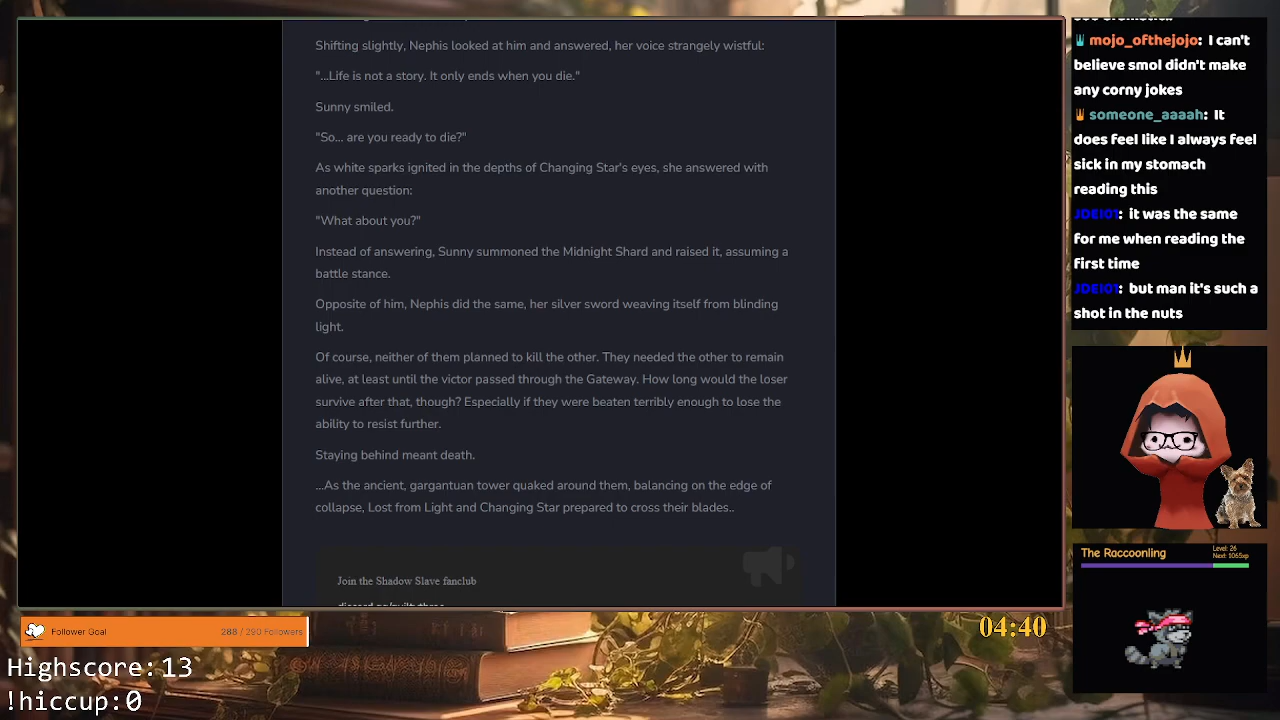 Shifting slightly, Nephis looked at him and answered, her voice strangely wistful:
"...Life is not a story. It only ends when you die."
Sunny smiled.
"So... are you ready to die?"
As white sparks ignited in the depths of Changing Star's eyes, she answered with
another question:
"What about you?"
Instead of answering, Sunny summoned the Midnight Shard and raised it, assuming a
battle stance.
Opposite of him, Nephis did the same, her silver sword weaving itself from blinding
light.
Of course, neither of them planned to kill the other. They needed the other to remain
alive, at least until the victor passed through the Gateway. How long would the loser
survive after that, though? Especially if they were beaten terribly enough to lose the
ability to resist further.
Staying behind meant death.
...As the ancient, gargantuan tower quaked around them, balancing on the edge of
collapse, Lost from Light and Changing Star prepared to cross their blades..
Join the Shadow Slave fanclub
mojo_ofthejojo: I can't
believe smol didn't make
any corny jokes
someone_aaaah: It
does feel like I always feel
sick in my stomach
reading this
JDEI01: it was the same
for me when reading the
first time
JDEI01: but man it's such a
shot in the nuts
The Raccoonling
Level: 26
Next: 1065xp
Follower Goal
288 / 290 Followers
04:40
Highscore:13
!hiccup:0